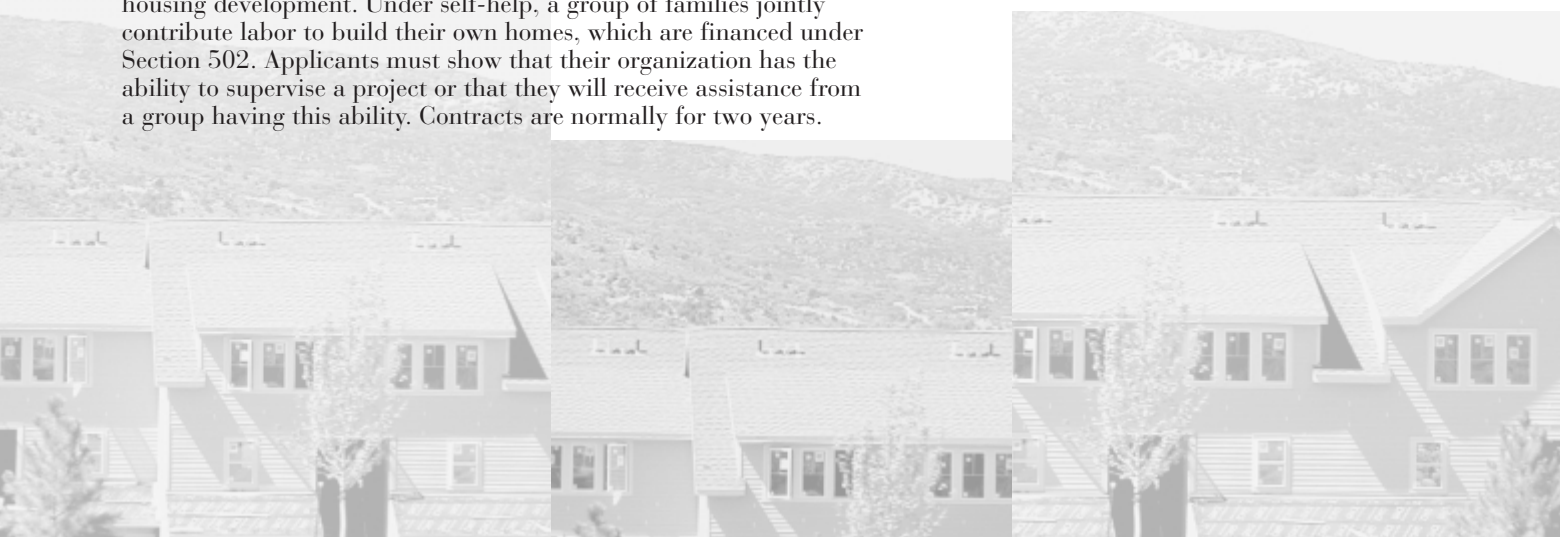 housing development. Under self-help, a group of families jointly
contribute labor to build their own homes, which are financed under
Section 502. Applicants must show that their organization has the
ability to supervise a project or that they will receive assistance from
a group having this ability. Contracts are normally for two years.